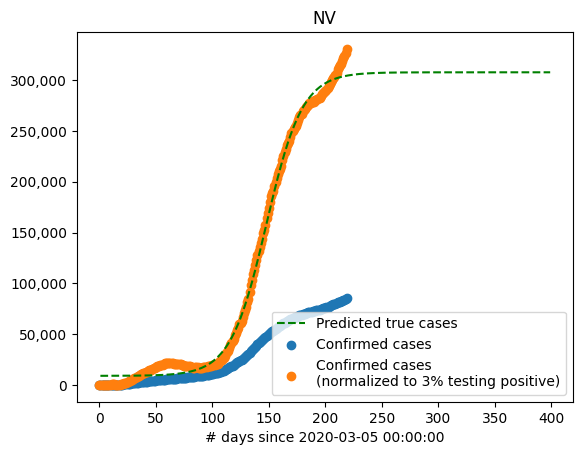 NV
300,000
250,000
200,000
150,000
100,000
50,000
0
Predicted true cases
Confirmed cases
Confirmed cases
(normalized to 3% testing positive)
0 50 100 150 200 250 300 350 400
# days since 2020-03-05 00:00:00